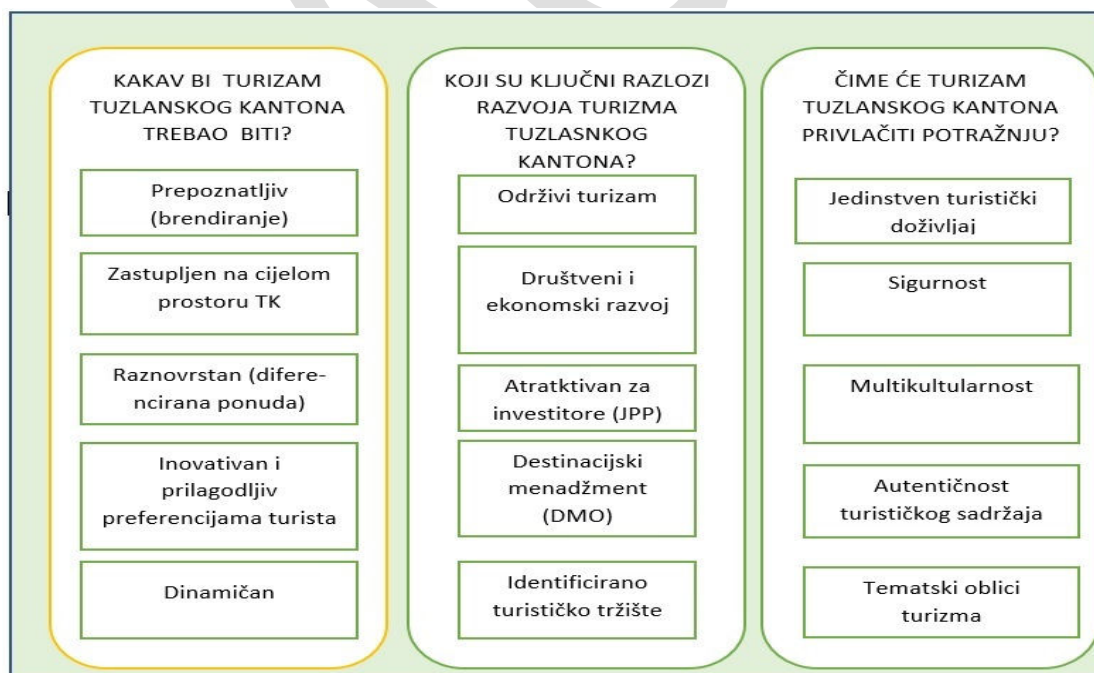 KAKAV BI TURIZAM
TUZLANSKOG KANTONA
TREBAO BITI?
Prepoznatljiv
(brendiranje)
Zastupljen na cijelom
prostoru TK
Raznovrstan (difere-
ncirana ponuda)
Inovativan i
prilagodljiv
preferencijama turista
Dinamičan
KOJI SU KLJUČNI RAZLOZI
RAZVOJA TURIZMA
TUZLASNKOG
KANTONA?
Održivi turizam
Društveni i
ekonomski razvoj
Atratktivan za
investitore (JPP)
Destinacijski
menadžment
(DMO)
Identificirano
turističko tržište
ČIME ĆE TURIZAM
TUZLANSKOG KANTONA
PRIVLAČITI POTRAŽNJU?
Jedinstven turistički
doživljaj
Sigurnost
Multikultularnost
Autentičnost
turističkog sadržaja
Tematski oblici
turizma